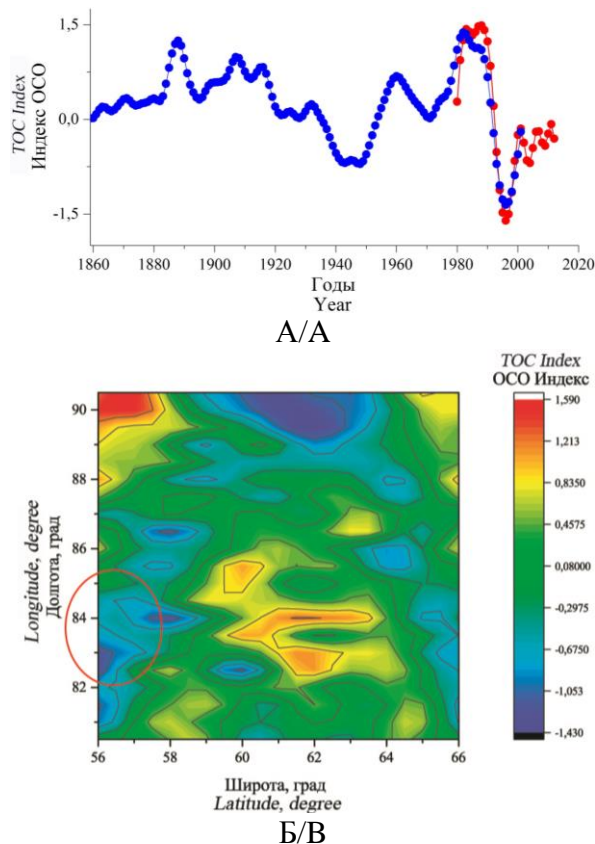 TOC Index
Индекс ОСО
1,5
0,0
-1,5
1860 1880 1900 1920 1940 1960 1980 2000 2020
Годы
Year
А/A
TOC Index
ОСО Индекс
Longitude, degree
Долгота, град
90
88
86
84
82
56 58 60 62 64 66
Широта, град
Latitude, degree
1,590
1,213
0,8350
0,4575
0,08000
-0,2975
-0,6750
-1,053
-1,430
Б/B